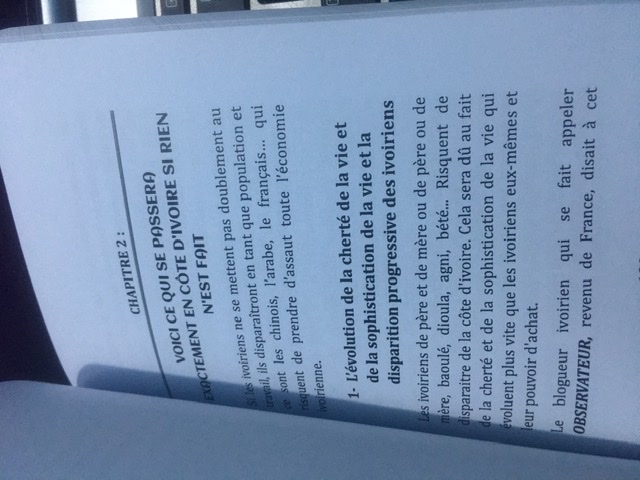 CHAPITRE 2 :
VOICI CE QUI SE PASSERA
EXACTEMENT EN CÔTE D'IVOIRE SI RIEN
N'EST FAIT
Si les ivoiriens ne se mettent pas doublement au
travail, ils disparaîtront en tant que population et
ce sont les chinois, l'arabe, le français... qui
risquent de prendre d'assaut toute l'économie
ivoirienne.
1- L'évolution de la cherté de la vie et
de la sophistication de la vie et la
disparition progressive des ivoiriens
Les ivoiriens de père et de mère ou de père ou de
mère, baoulé, dioula, agni, bété... Risquent de
disparaitre de la côte d'ivoire. Cela sera dû au fait
de la cherté et de la sophistication de la vie qui
évoluent plus vite que les ivoiriens eux-mêmes et
leur pouvoir d'achat.
Le blogueur ivoirien qui se fait appeler
OBSERVATEUR, revenu de France, disait à cet